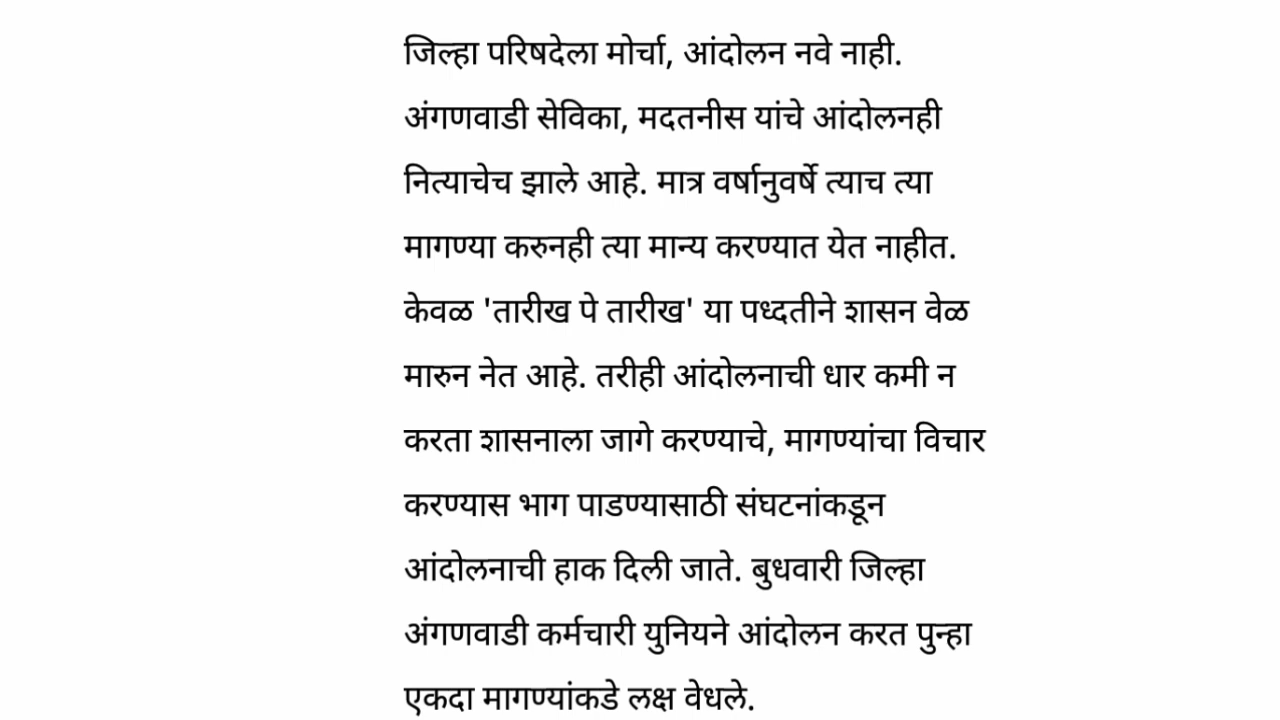 जिल्हा परिषदेला मोर्चा, आंदोलन नवे नाही.
अंगणवाडी सेविका, मदतनीस यांचे आंदोलनही
नित्याचेच झाले आहे. मात्र वर्षानुवर्षे त्याच त्या
मागण्या करुनही त्या मान्य करण्यात येत नाहीत.
केवळ 'तारीख पे तारीख' या पध्दतीने शासन वेळ
मारुन नेत आहे. तरीही आंदोलनाची धार कमी न
करता शासनाला जागे करण्याचे, मागण्यांचा विचार
करण्यास भाग पाडण्यासाठी संघटनांकडून
आंदोलनाची हाक दिली जाते. बुधवारी जिल्हा
अंगणवाडी कर्मचारी युनियने आंदोलन करत पुन्हा
एकदा मागण्यांकडे लक्ष वेधले.